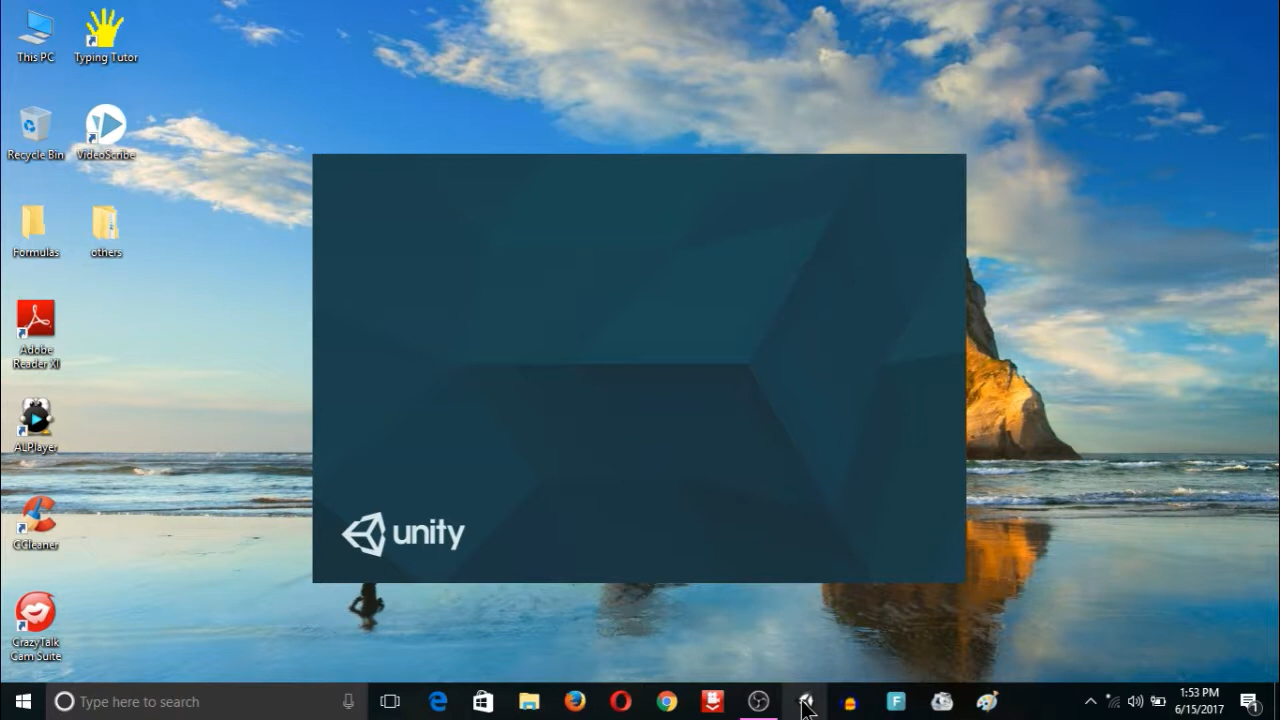 This PC
Typing Tutor
Recycle Bin
VideoScribe
Formulas
others
Adobe
Reader XI
ALPlayer
CCleaner
CrazyTalk
Cam Suite
unity
Type here to search
1:53 PM
6/15/2017
1
F